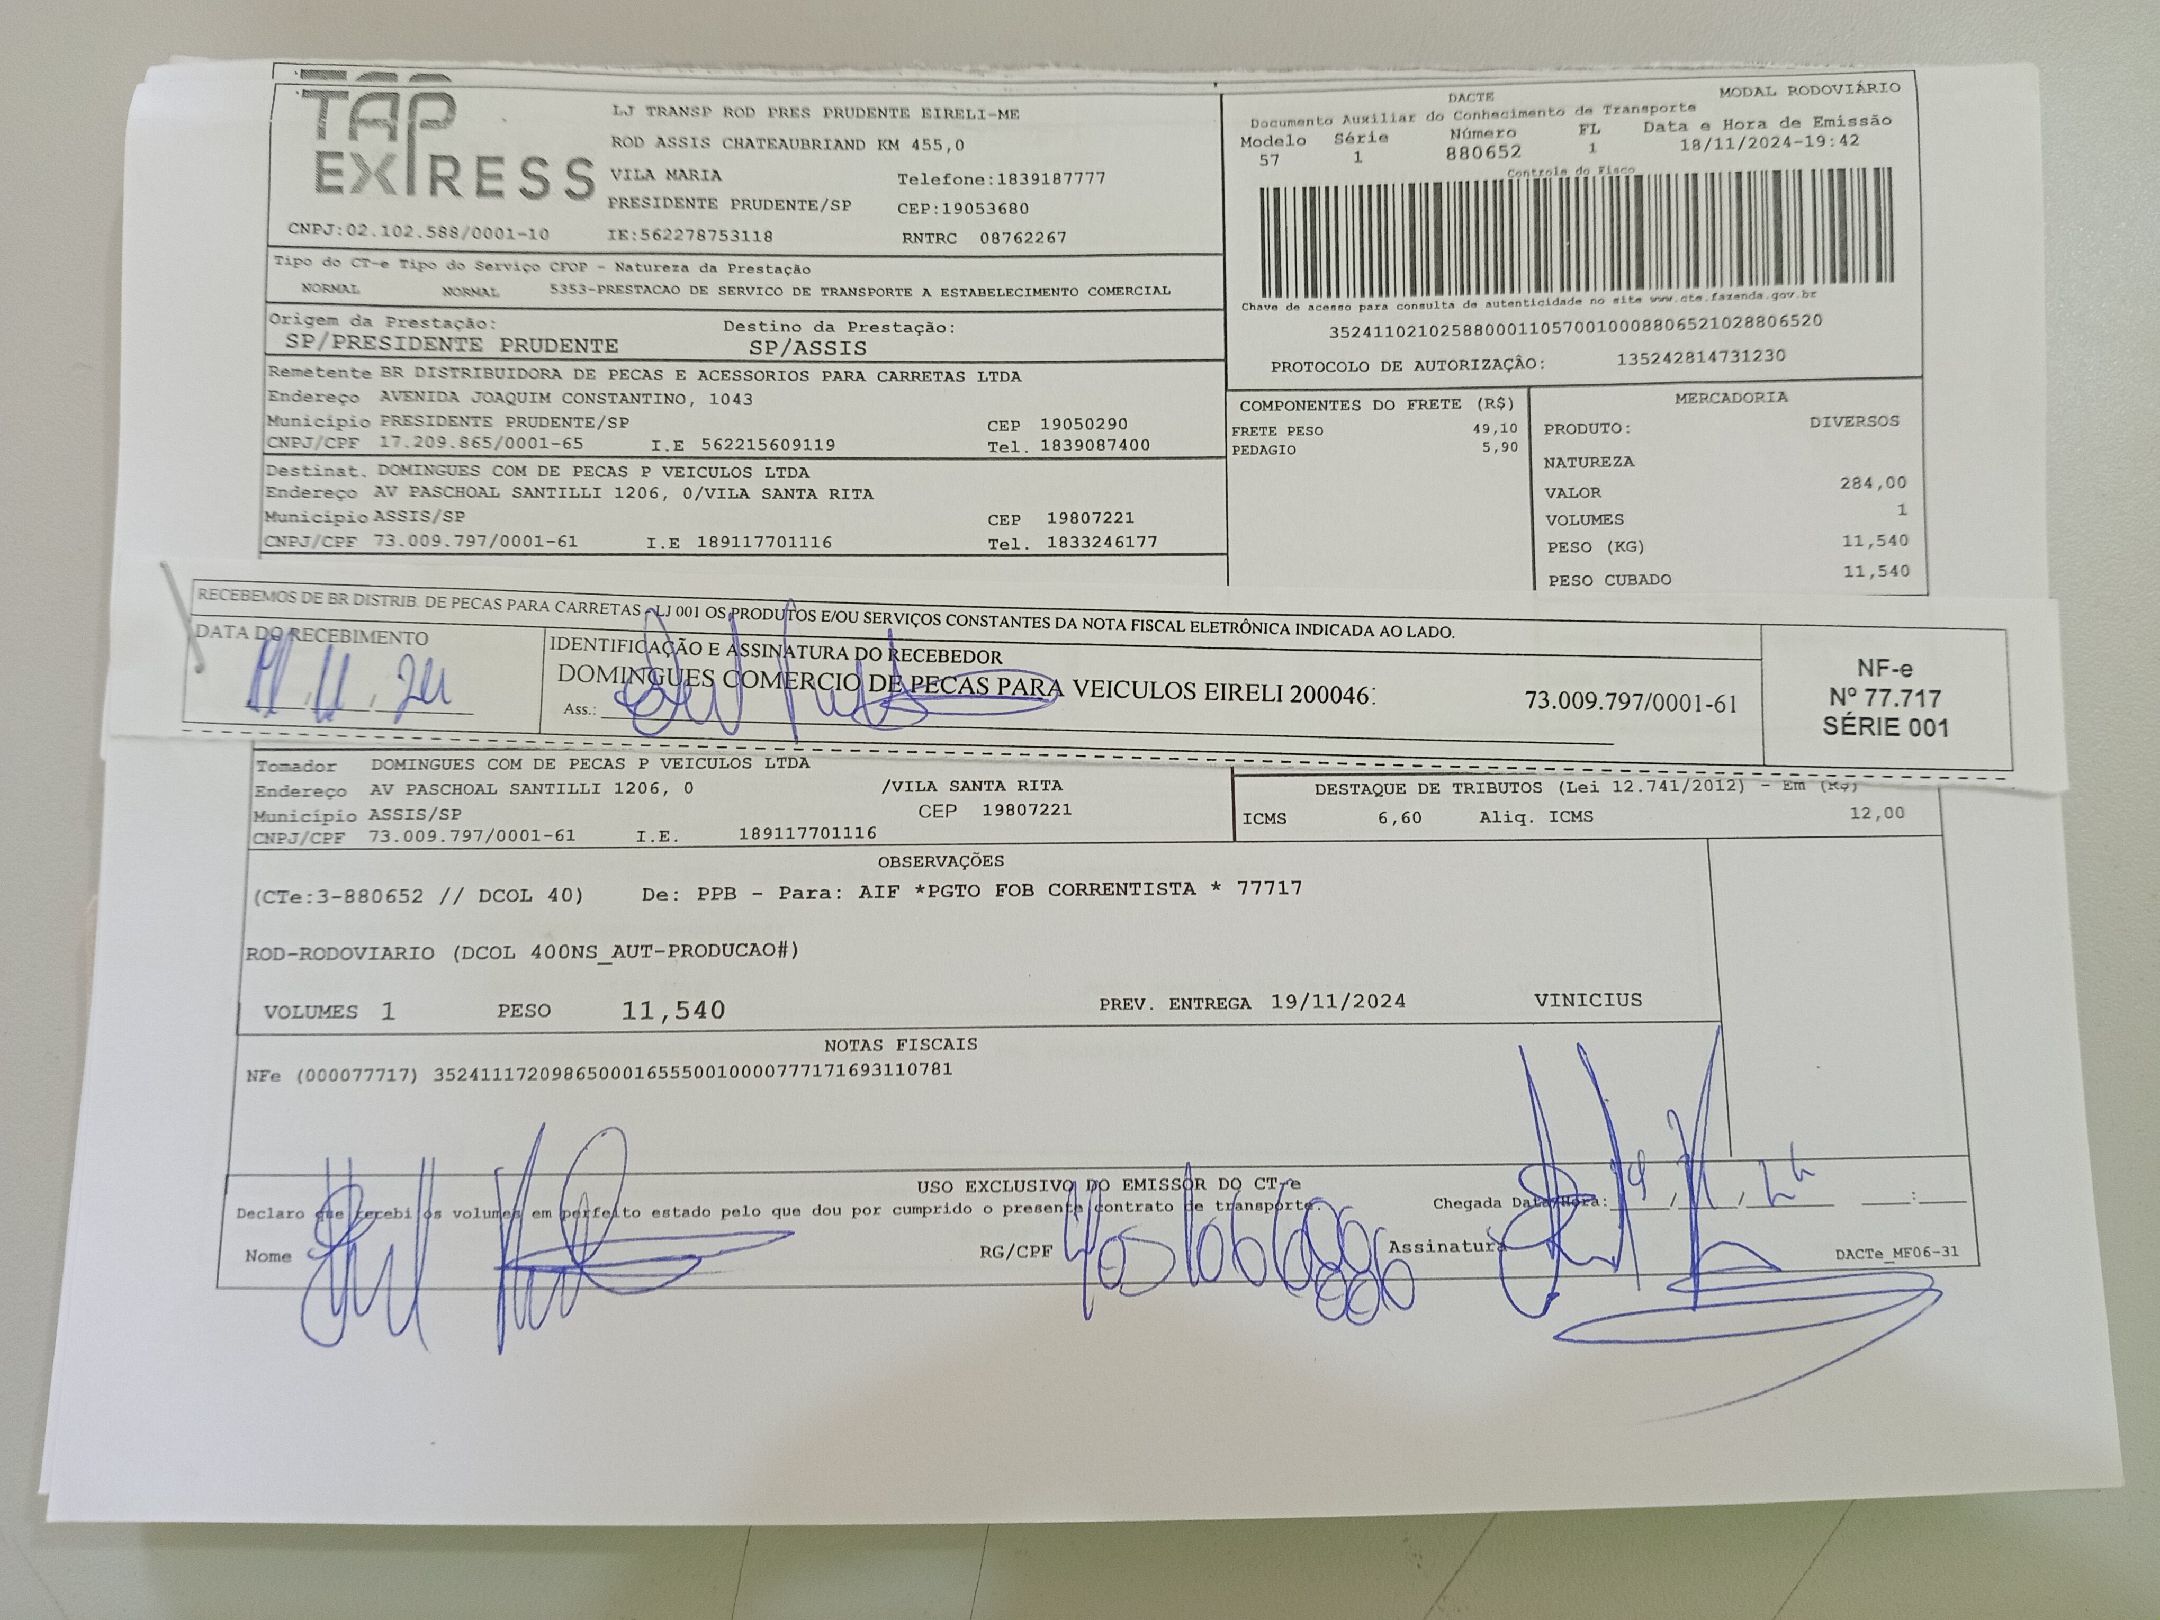 TAP EXPRESS
LJ TRANSP ROD PRES PRUDENTE EIRELI-ME
ROD ASSIS CHATEAUBRIAND KM 455,0
VILA MARIA Telefone:1839187777
PRESIDENTE PRUDENTE/SP CEP:19053680
CNPJ:02.102.588/0001-10 IE:562278753118 RNTRC 08762267
DACTE MODAL RODOVIÁRIO
Documento Auxiliar do Conhecimento de Transporte
Modelo Série Número FL Data e Hora de Emissão
57 1 880652 1 18/11/2024-19:42
Controle do Fisco
Chave de acesso para consulta de autenticidade no site www.cte.fazenda.gov.br
35241102102588000110570010008806521028806520
PROTOCOLO DE AUTORIZAÇÃO: 135242814731230
Tipo do CT-e Tipo do Serviço CFOP - Natureza da Prestação
NORMAL NORMAL 5353-PRESTACAO DE SERVICO DE TRANSPORTE A ESTABELECIMENTO COMERCIAL
Origem da Prestação: Destino da Prestação:
SP/PRESIDENTE PRUDENTE SP/ASSIS
Remetente BR DISTRIBUIDORA DE PECAS E ACESSORIOS PARA CARRETAS LTDA
Endereço AVENIDA JOAQUIM CONSTANTINO, 1043
Município PRESIDENTE PRUDENTE/SP CEP 19050290
CNPJ/CPF 17.209.865/0001-65 I.E 562215609119 Tel. 1839087400
Destinat. DOMINGUES COM DE PECAS P VEICULOS LTDA
Endereço AV PASCHOAL SANTILLI 1206, 0/VILA SANTA RITA
Município ASSIS/SP CEP 19807221
CNPJ/CPF 73.009.797/0001-61 I.E 189117701116 Tel. 1833246177
COMPONENTES DO FRETE (R$)
FRETE PESO 49,10
PEDAGIO 5,90
MERCADORIA
PRODUTO: DIVERSOS
NATUREZA
VALOR 284,00
VOLUMES 1
PESO (KG) 11,540
PESO CUBADO 11,540
RECEBEMOS DE BR DISTRIB. DE PECAS PARA CARRETAS - LJ 001 OS PRODUTOS E/OU SERVIÇOS CONSTANTES DA NOTA FISCAL ELETRÔNICA INDICADA AO LADO.
DATA DO RECEBIMENTO
IDENTIFICAÇÃO E ASSINATURA DO RECEBEDOR
DOMINGUES COMERCIO DE PECAS PARA VEICULOS EIRELI 200046: 73.009.797/0001-61
Ass.:
NF-e
Nº 77.717
SÉRIE 001
Tomador DOMINGUES COM DE PECAS P VEICULOS LTDA
Endereço AV PASCHOAL SANTILLI 1206, 0 /VILA SANTA RITA
Município ASSIS/SP CEP 19807221
CNPJ/CPF 73.009.797/0001-61 I.E. 189117701116
DESTAQUE DE TRIBUTOS (Lei 12.741/2012) - Em (R$)
ICMS 6,60 Aliq. ICMS 12,00
OBSERVAÇÕES
(CTe:3-880652 // DCOL 40) De: PPB - Para: AIF *PGTO FOB CORRENTISTA * 77717
ROD-RODOVIARIO (DCOL 400NS_AUT-PRODUCAO#)
VOLUMES 1 PESO 11,540 PREV. ENTREGA 19/11/2024 VINICIUS
NOTAS FISCAIS
NFe (000077717) 35241117209865000165550010000777171693110781
USO EXCLUSIVO DO EMISSOR DO CT-e
Declaro que recebi os volumes em perfeito estado pelo que dou por cumprido o presente contrato de transporte.
Chegada Data/Hora: 19 / 11 / 24 :
Nome RG/CPF Assinatura DACTe_MF06-31